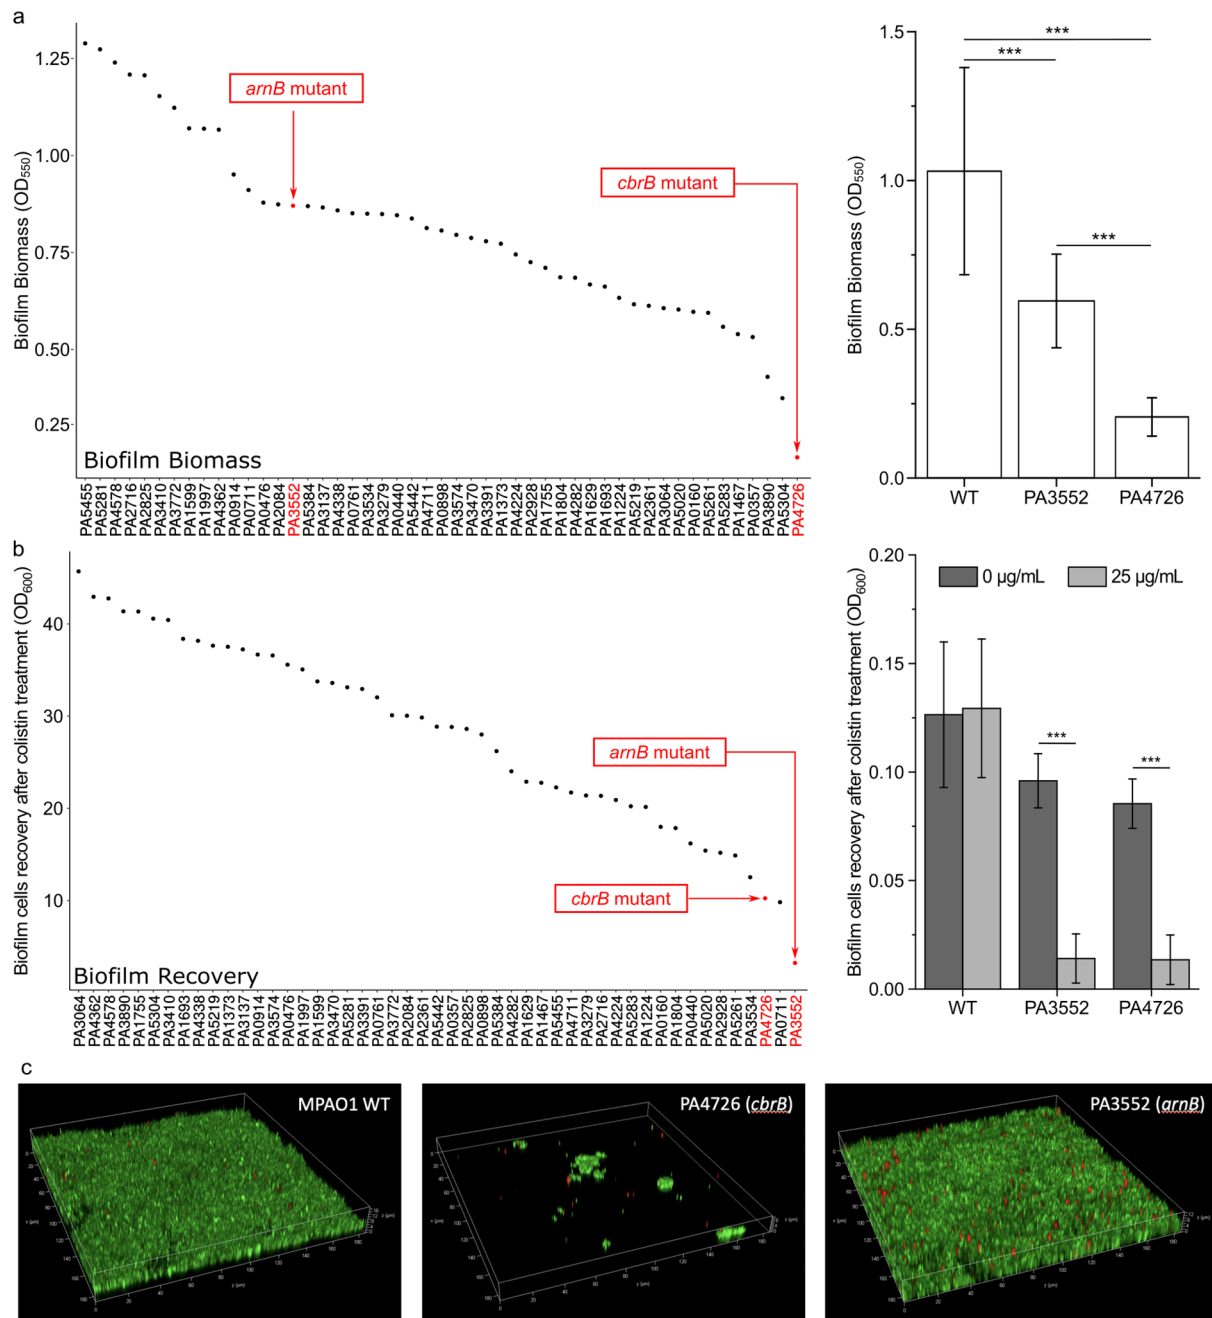 a
Biofilm Biomass (OD550)
1.25
1.00
0.75
0.50
0.25
arnB mutant
cbrB mutant
Biofilm Biomass
PA5455
PA5281
PA4578
PA2716
PA2825
PA3410
PA3772
PA1599
PA1997
PA4362
PA0914
PA0711
PA0476
PA2084
PA3552
PA5384
PA3137
PA4338
PA0761
PA3534
PA3279
PA0440
PA5442
PA4711
PA0898
PA3574
PA3470
PA3391
PA1373
PA4224
PA2928
PA1755
PA1804
PA4282
PA1629
PA1693
PA1224
PA5219
PA2361
PA3064
PA5020
PA0160
PA5261
PA5283
PA1467
PA0357
PA3890
PA5304
PA4726
Biofilm Biomass (OD550)
1.5
1.0
0.5
0.0
***
***
***
WT PA3552 PA4726
b
Biofilm cells recovery after colistin treatment (OD600)
40
30
20
10
arnB mutant
cbrB mutant
Biofilm Recovery
PA3064
PA4362
PA4578
PA3890
PA1755
PA5304
PA3410
PA1693
PA4338
PA5219
PA1373
PA3137
PA0914
PA3574
PA0476
PA1997
PA1599
PA3470
PA5281
PA3391
PA0761
PA3772
PA2084
PA2361
PA5442
PA0357
PA2825
PA0898
PA5384
PA4282
PA1629
PA1467
PA5455
PA4711
PA3279
PA2716
PA4224
PA5283
PA1224
PA0160
PA1804
PA0440
PA5020
PA2928
PA5261
PA3534
PA4726
PA0711
PA3552
Biofilm cells recovery after colistin treatment (OD600)
0.20
0.15
0.10
0.05
0.00
0 µg/mL 25 µg/mL
***
***
WT PA3552 PA4726
c
MPAO1 WT
PA4726 (cbrB)
PA3552 (arnB)